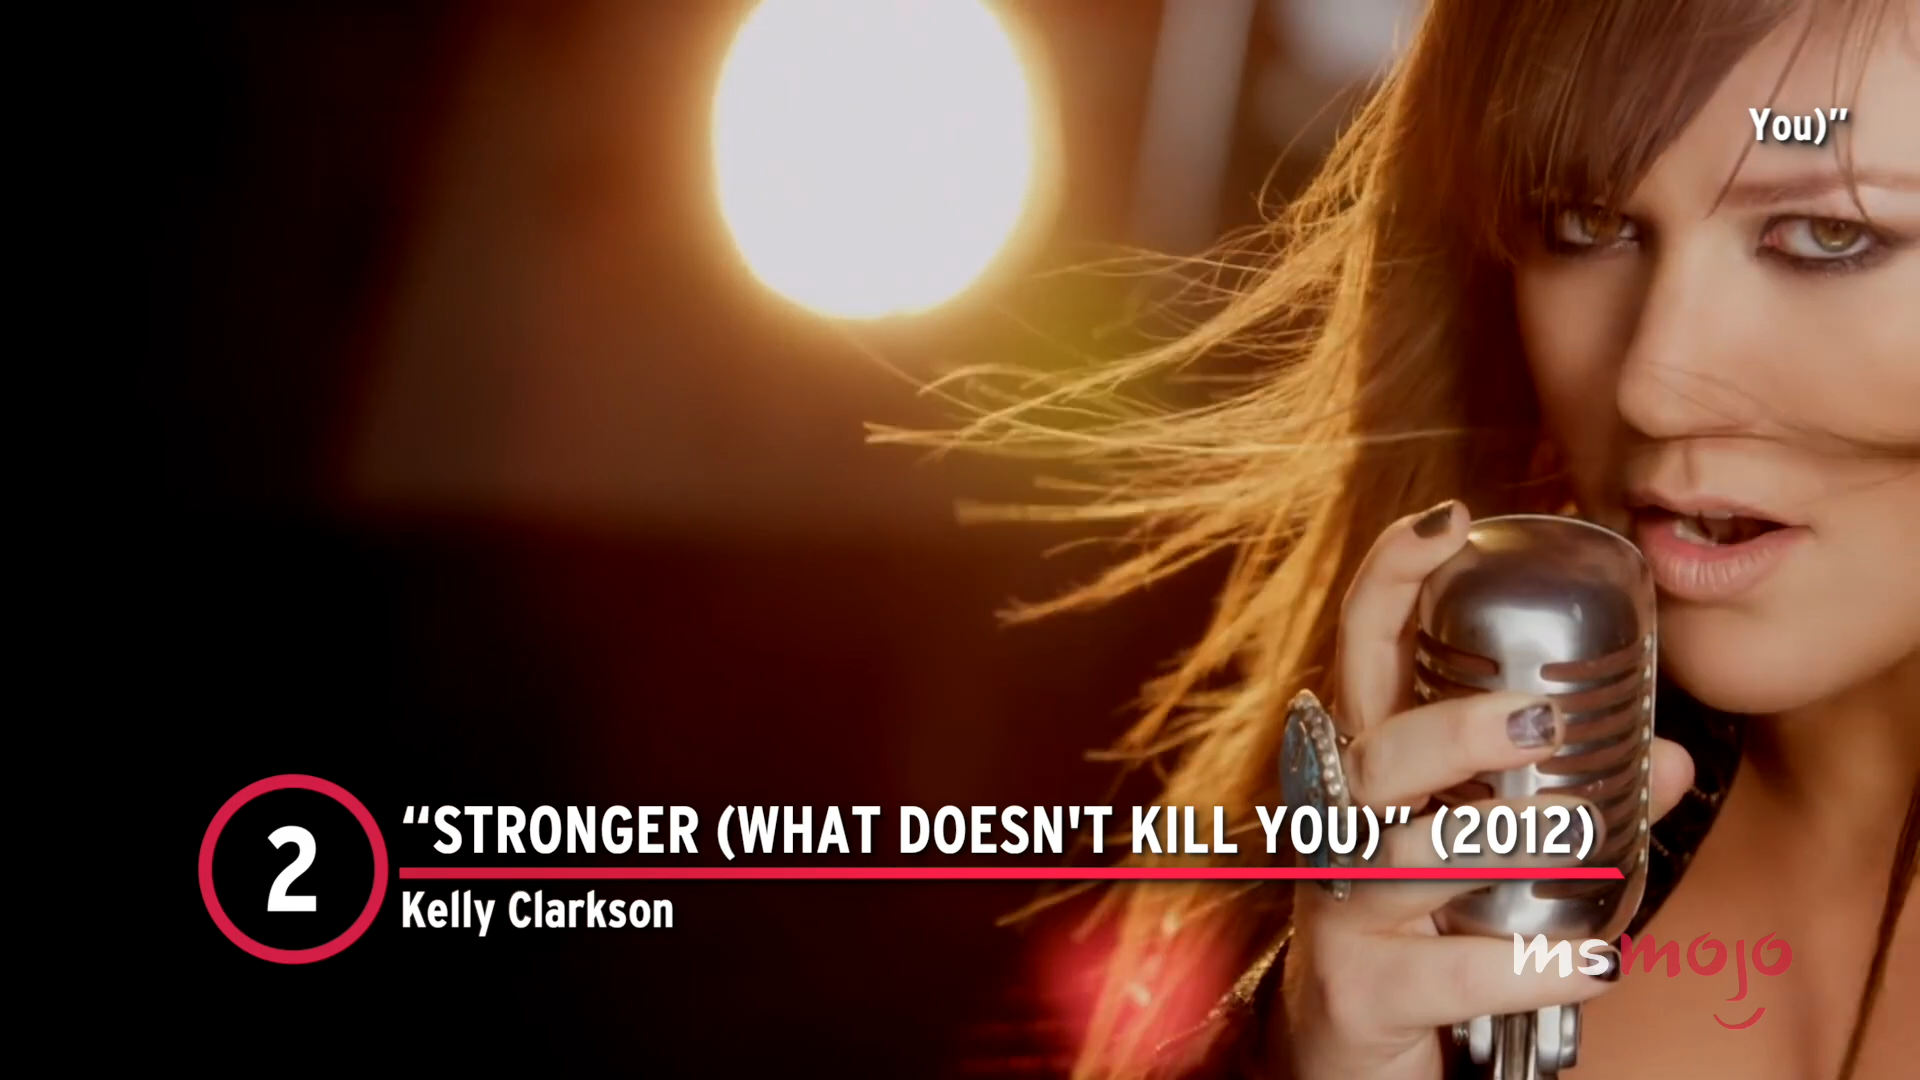 You)”
2
“STRONGER (WHAT DOESN'T KILL YOU)” (2012)
Kelly Clarkson
msmojo